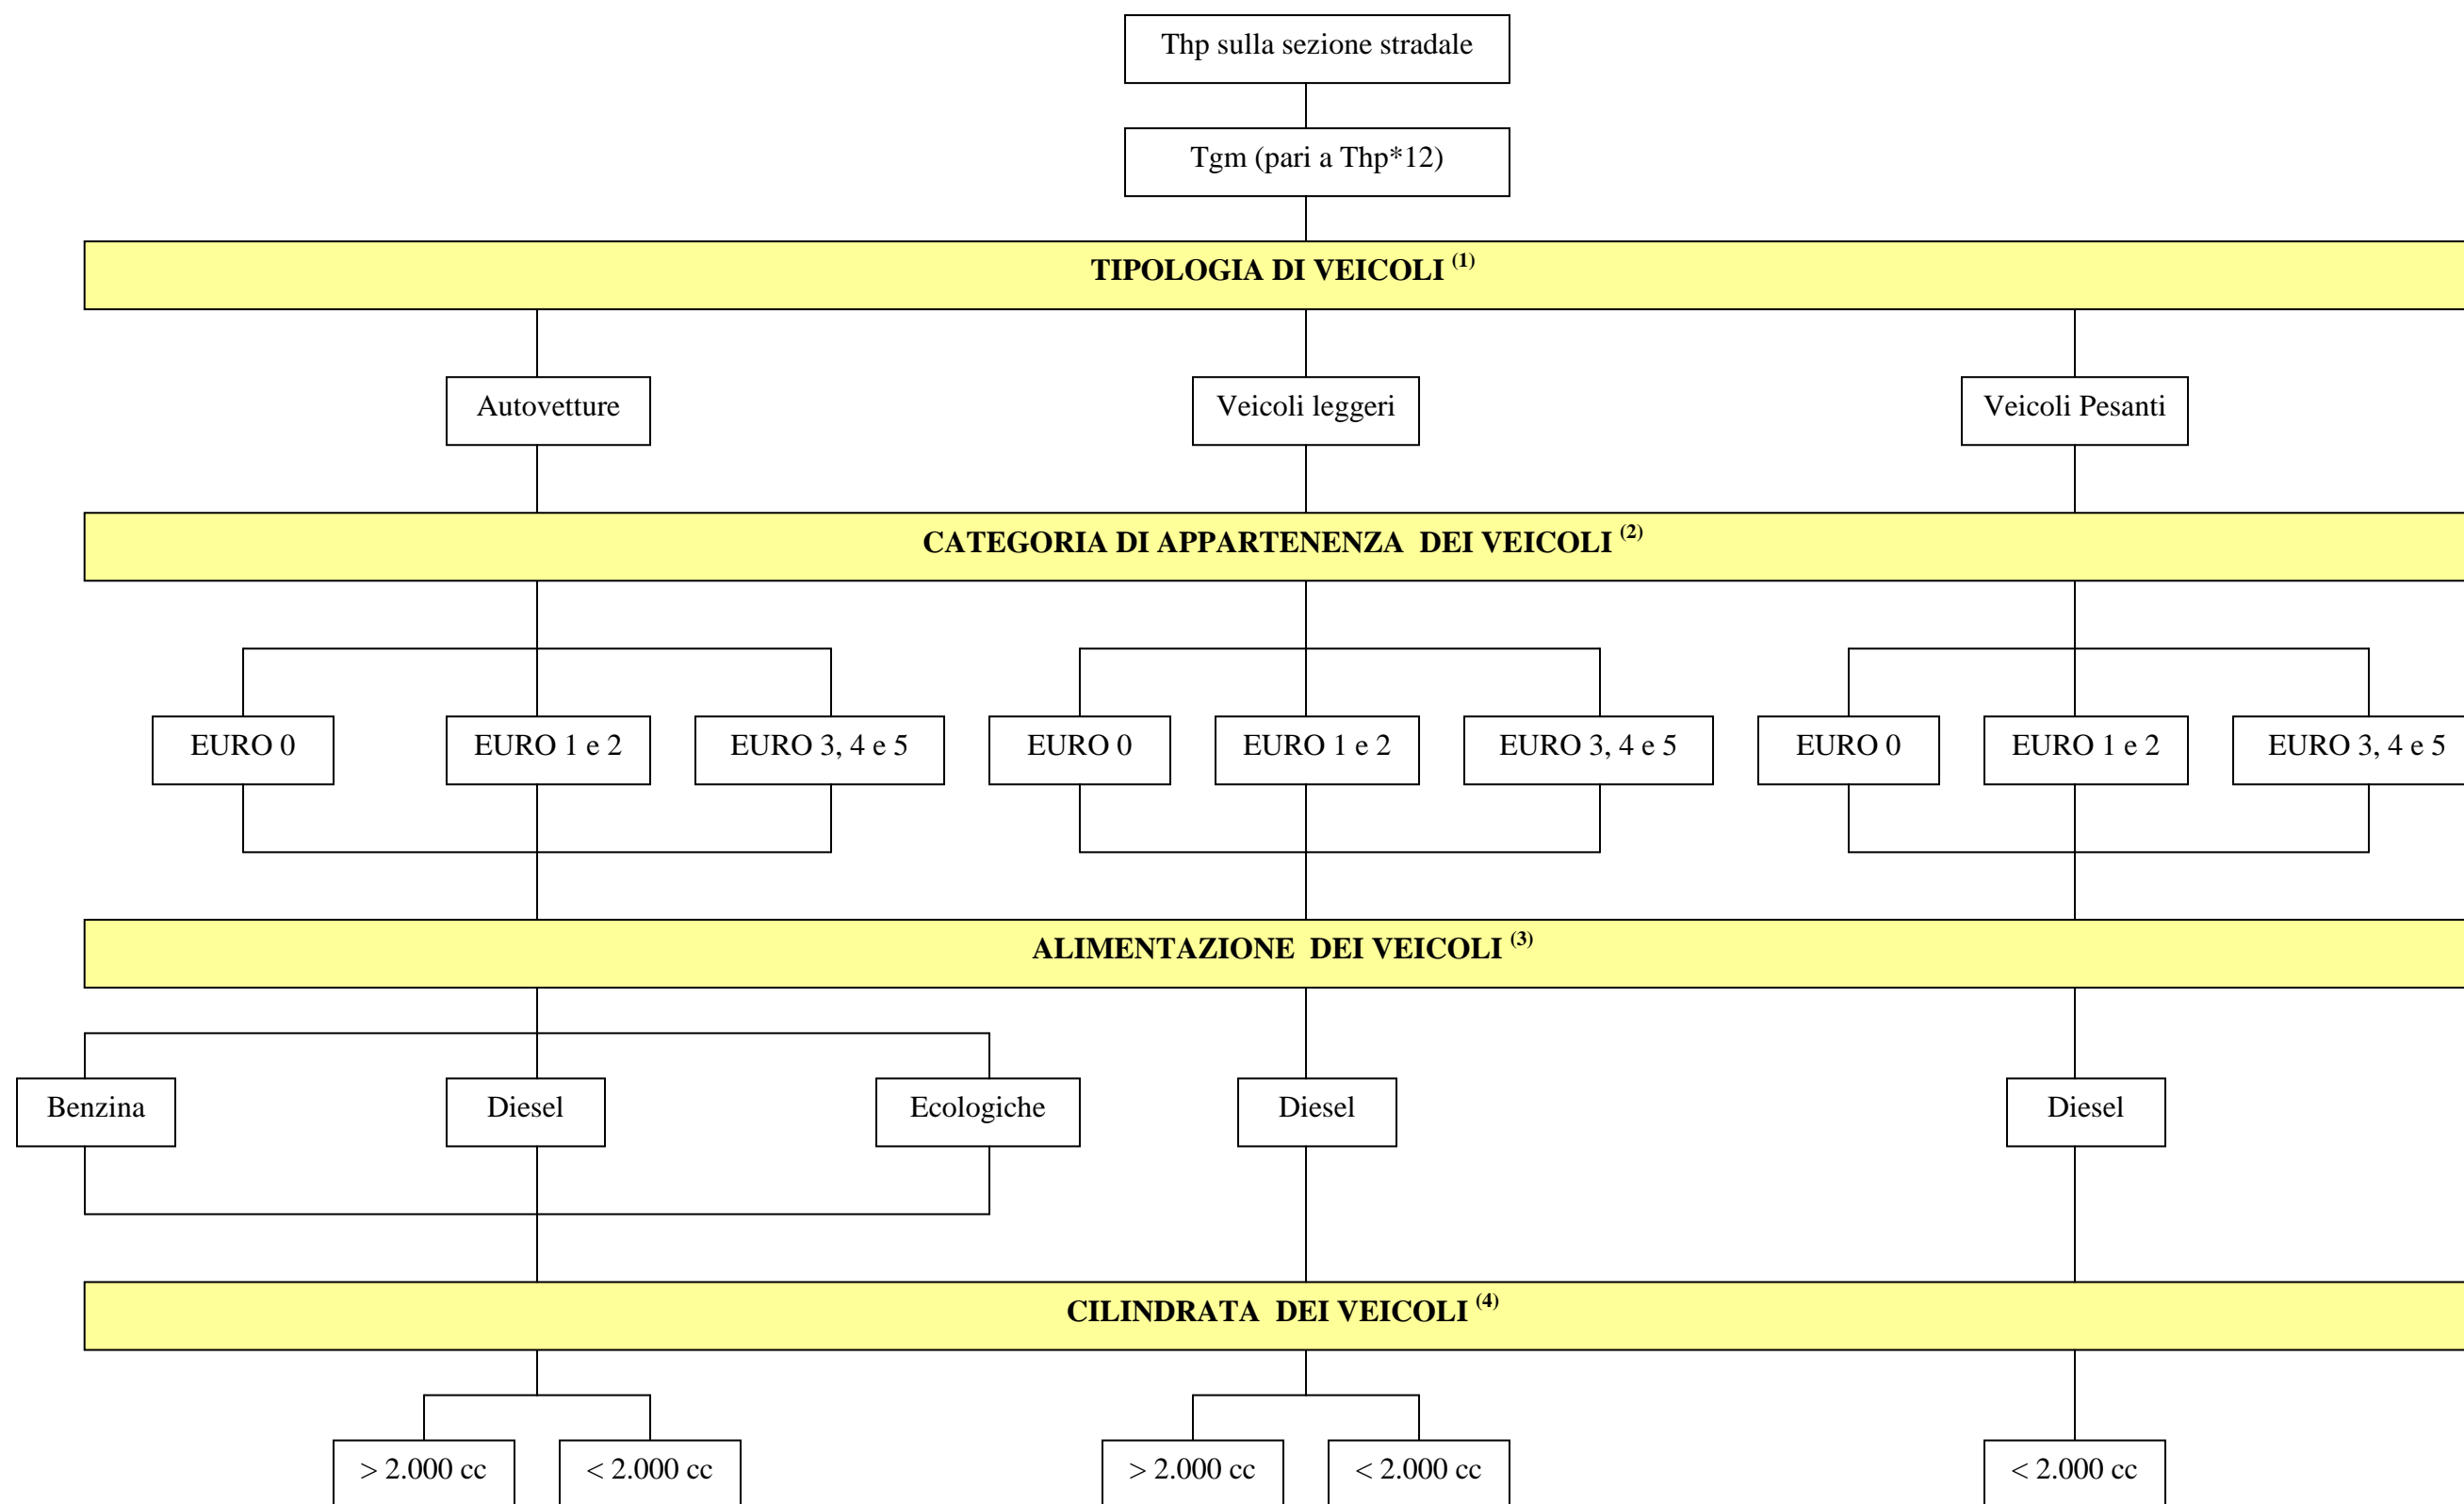 Thp sulla sezione stradale
Tgm (pari a Thp*12)
TIPOLOGIA DI VEICOLI (1)
Autovetture
Veicoli leggeri
Veicoli Pesanti
CATEGORIA DI APPARTENENZA DEI VEICOLI (2)
EURO 0
EURO 1 e 2
EURO 3, 4 e 5
EURO 0
EURO 1 e 2
EURO 3, 4 e 5
EURO 0
EURO 1 e 2
EURO 3, 4 e 5
ALIMENTAZIONE DEI VEICOLI (3)
Benzina
Diesel
Ecologiche
Diesel
Diesel
CILINDRATA DEI VEICOLI (4)
> 2.000 cc
< 2.000 cc
> 2.000 cc
< 2.000 cc
< 2.000 cc